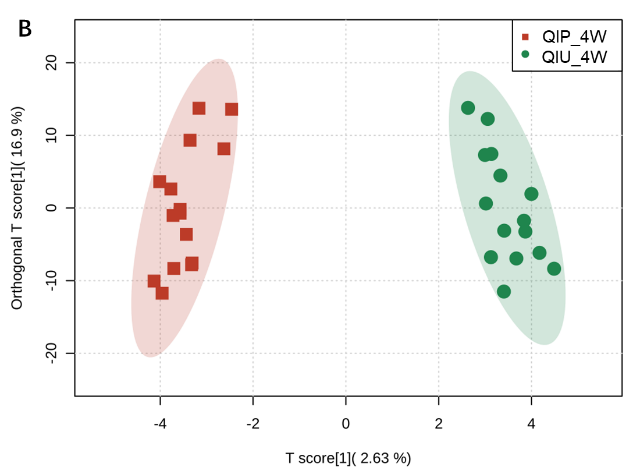 B
QIP_4W
QIU_4W
Orthogonal T score[1]( 16.9 %)
20
10
0
-10
-20
-4 -2 0 2 4
T score[1]( 2.63 %)